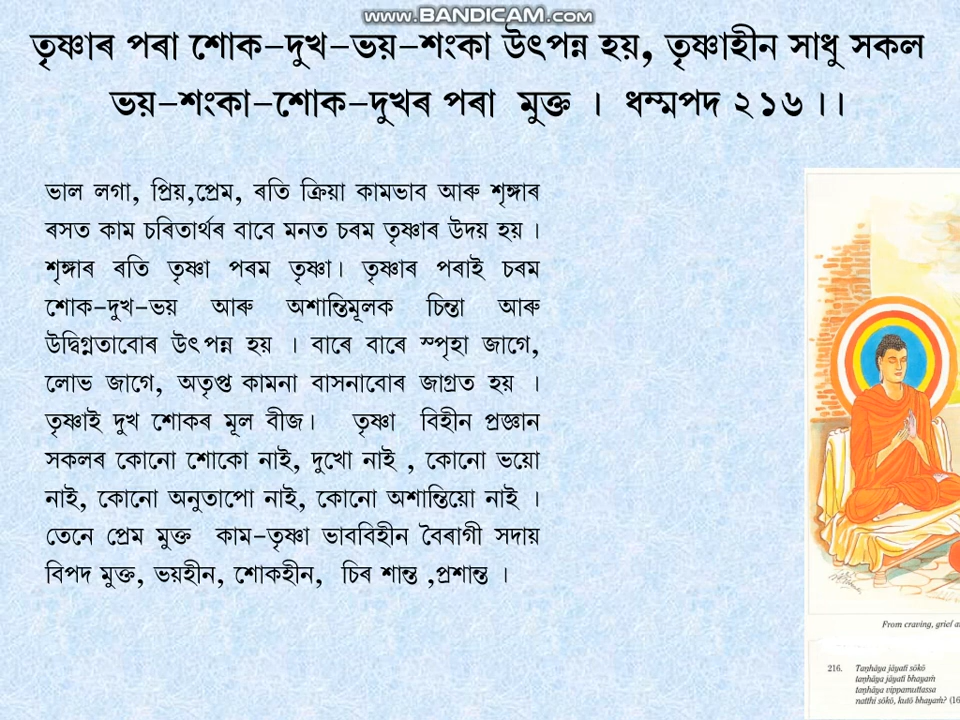 www.BANDICAM.com
তৃষ্ণাৰ পৰা শোক-দুখ-ভয়-শংকা উৎপন্ন হয়, তৃষ্ণাহীন সাধু সকল
ভয়-শংকা-শোক-দুখৰ পৰা মুক্ত । ধম্মপদ ২১৬ ।।
ভাল লগা, প্ৰিয়,প্ৰেম, ৰতি ক্ৰিয়া কামভাব আৰু শৃঙ্গাৰ
ৰসত কাম চৰিতাৰ্থৰ বাবে মনত চৰম তৃষ্ণাৰ উদয় হয় ।
শৃঙ্গাৰ ৰতি তৃষ্ণা পৰম তৃষ্ণা। তৃষ্ণাৰ পৰাই চৰম
শোক-দুখ-ভয় আৰু অশান্তিমূলক চিন্তা আৰু
উদ্বিগ্নতাবোৰ উৎপন্ন হয় । বাৰে বাৰে স্পৃহা জাগে,
লোভ জাগে, অতৃপ্ত কামনা বাসনাবোৰ জাগ্ৰত হয় ।
তৃষ্ণাই দুখ শোকৰ মূল বীজ। তৃষ্ণা বিহীন প্ৰজ্ঞান
সকলৰ কোনো শোকো নাই, দুখো নাই , কোনো ভয়ো
নাই, কোনো অনুতাপো নাই, কোনো অশান্তিয়ো নাই ।
তেনে প্ৰেম মুক্ত কাম-তৃষ্ণা ভাববিহীন বৈৰাগী সদায়
বিপদ মুক্ত, ভয়হীন, শোকহীন, চিৰ শান্ত ,প্ৰশান্ত ।
From craving, grief
216. Taṇhāya jāyatī sōkō
taṇhāya jāyatī bhayaṁ
taṇhāya vippamuttassa
natthi sōkō, kutō bhayaṁ?